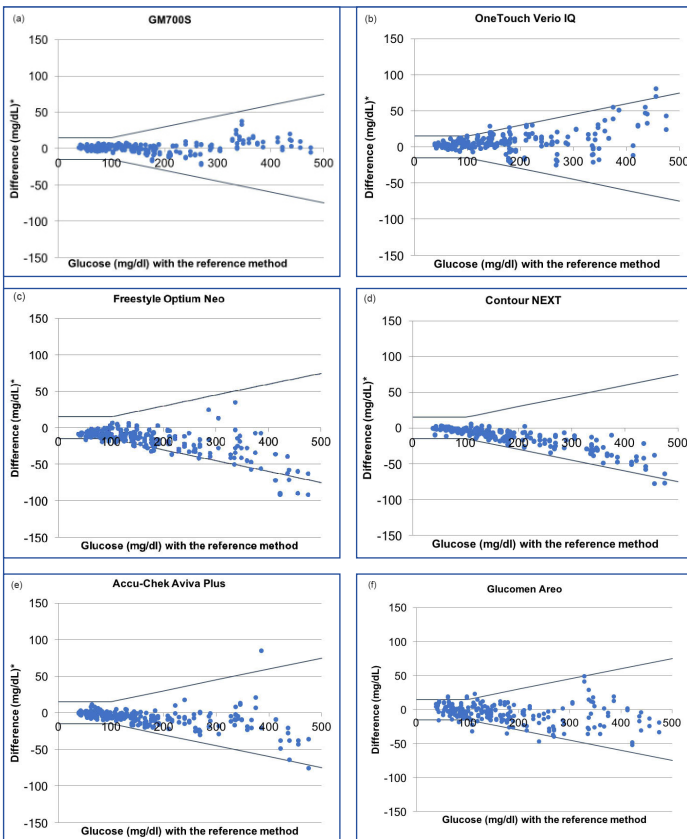 (a)
GM700S
150
100
50
0
-50
-100
-150
0 100 200 300 400 500
Difference (mg/dL)*
Glucose (mg/dl) with the reference method
(b)
OneTouch Verio IQ
150
100
50
0
-50
-100
-150
0 100 200 300 400 500
Difference (mg/dL)*
Glucose (mg/dl) with the reference method
(c)
Freestyle Optium Neo
150
100
50
0
-50
-100
-150
0 100 200 300 400 500
Difference (mg/dL)*
Glucose (mg/dl) with the reference method
(d)
Contour NEXT
150
100
50
0
-50
-100
-150
0 100 200 300 400 500
Difference (mg/dL)*
Glucose (mg/dl) with the reference method
(e)
Accu-Chek Aviva Plus
150
100
50
0
-50
-100
-150
0 100 200 300 400 500
Difference (mg/dL)*
Glucose (mg/dl) with the reference method
(f)
Glucomen Areo
150
100
50
0
-50
-100
-150
0 100 200 300 400 500
Difference (mg/dL)
Glucose (mg/dl) with the reference method